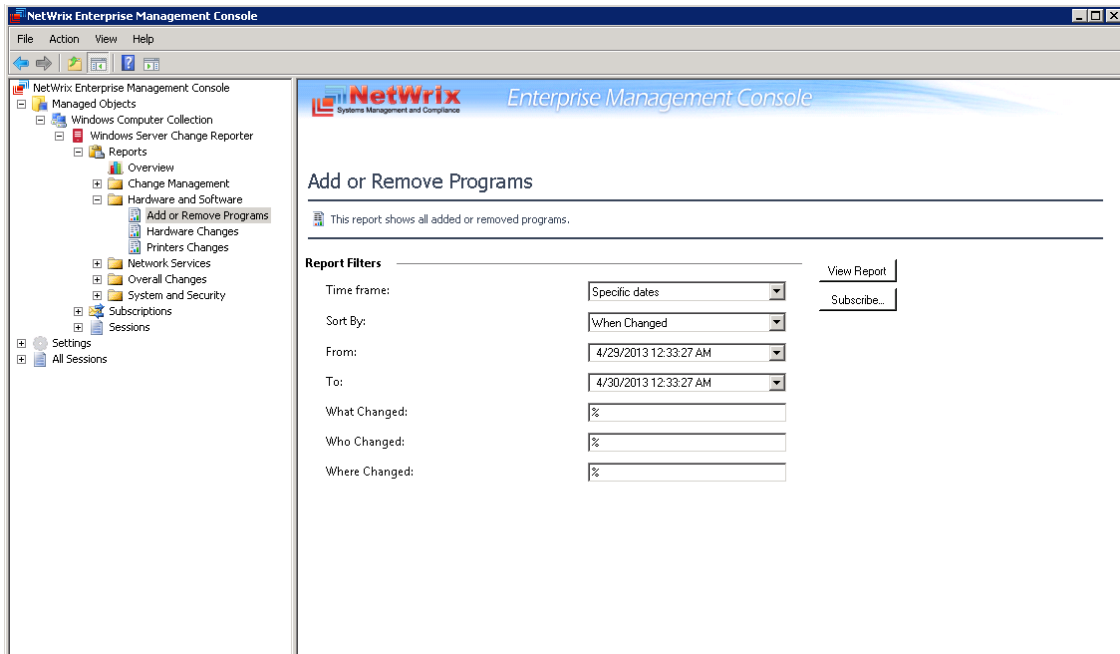 NetWrix Enterprise Management Console
File Action View Help
NetWrix Enterprise Management Console
Managed Objects
Windows Computer Collection
Windows Server Change Reporter
Reports
Overview
Change Management
Hardware and Software
Add or Remove Programs
Hardware Changes
Printers Changes
Network Services
Overall Changes
System and Security
Subscriptions
Sessions
Settings
All Sessions
NetWrix
Systems Management and Compliance
Enterprise Management Console
Add or Remove Programs
This report shows all added or removed programs.
Report Filters
View Report
Time frame: Specific dates
Subscribe...
Sort By: When Changed
From: 4/29/2013 12:33:27 AM
To: 4/30/2013 12:33:27 AM
What Changed: %
Who Changed: %
Where Changed: %